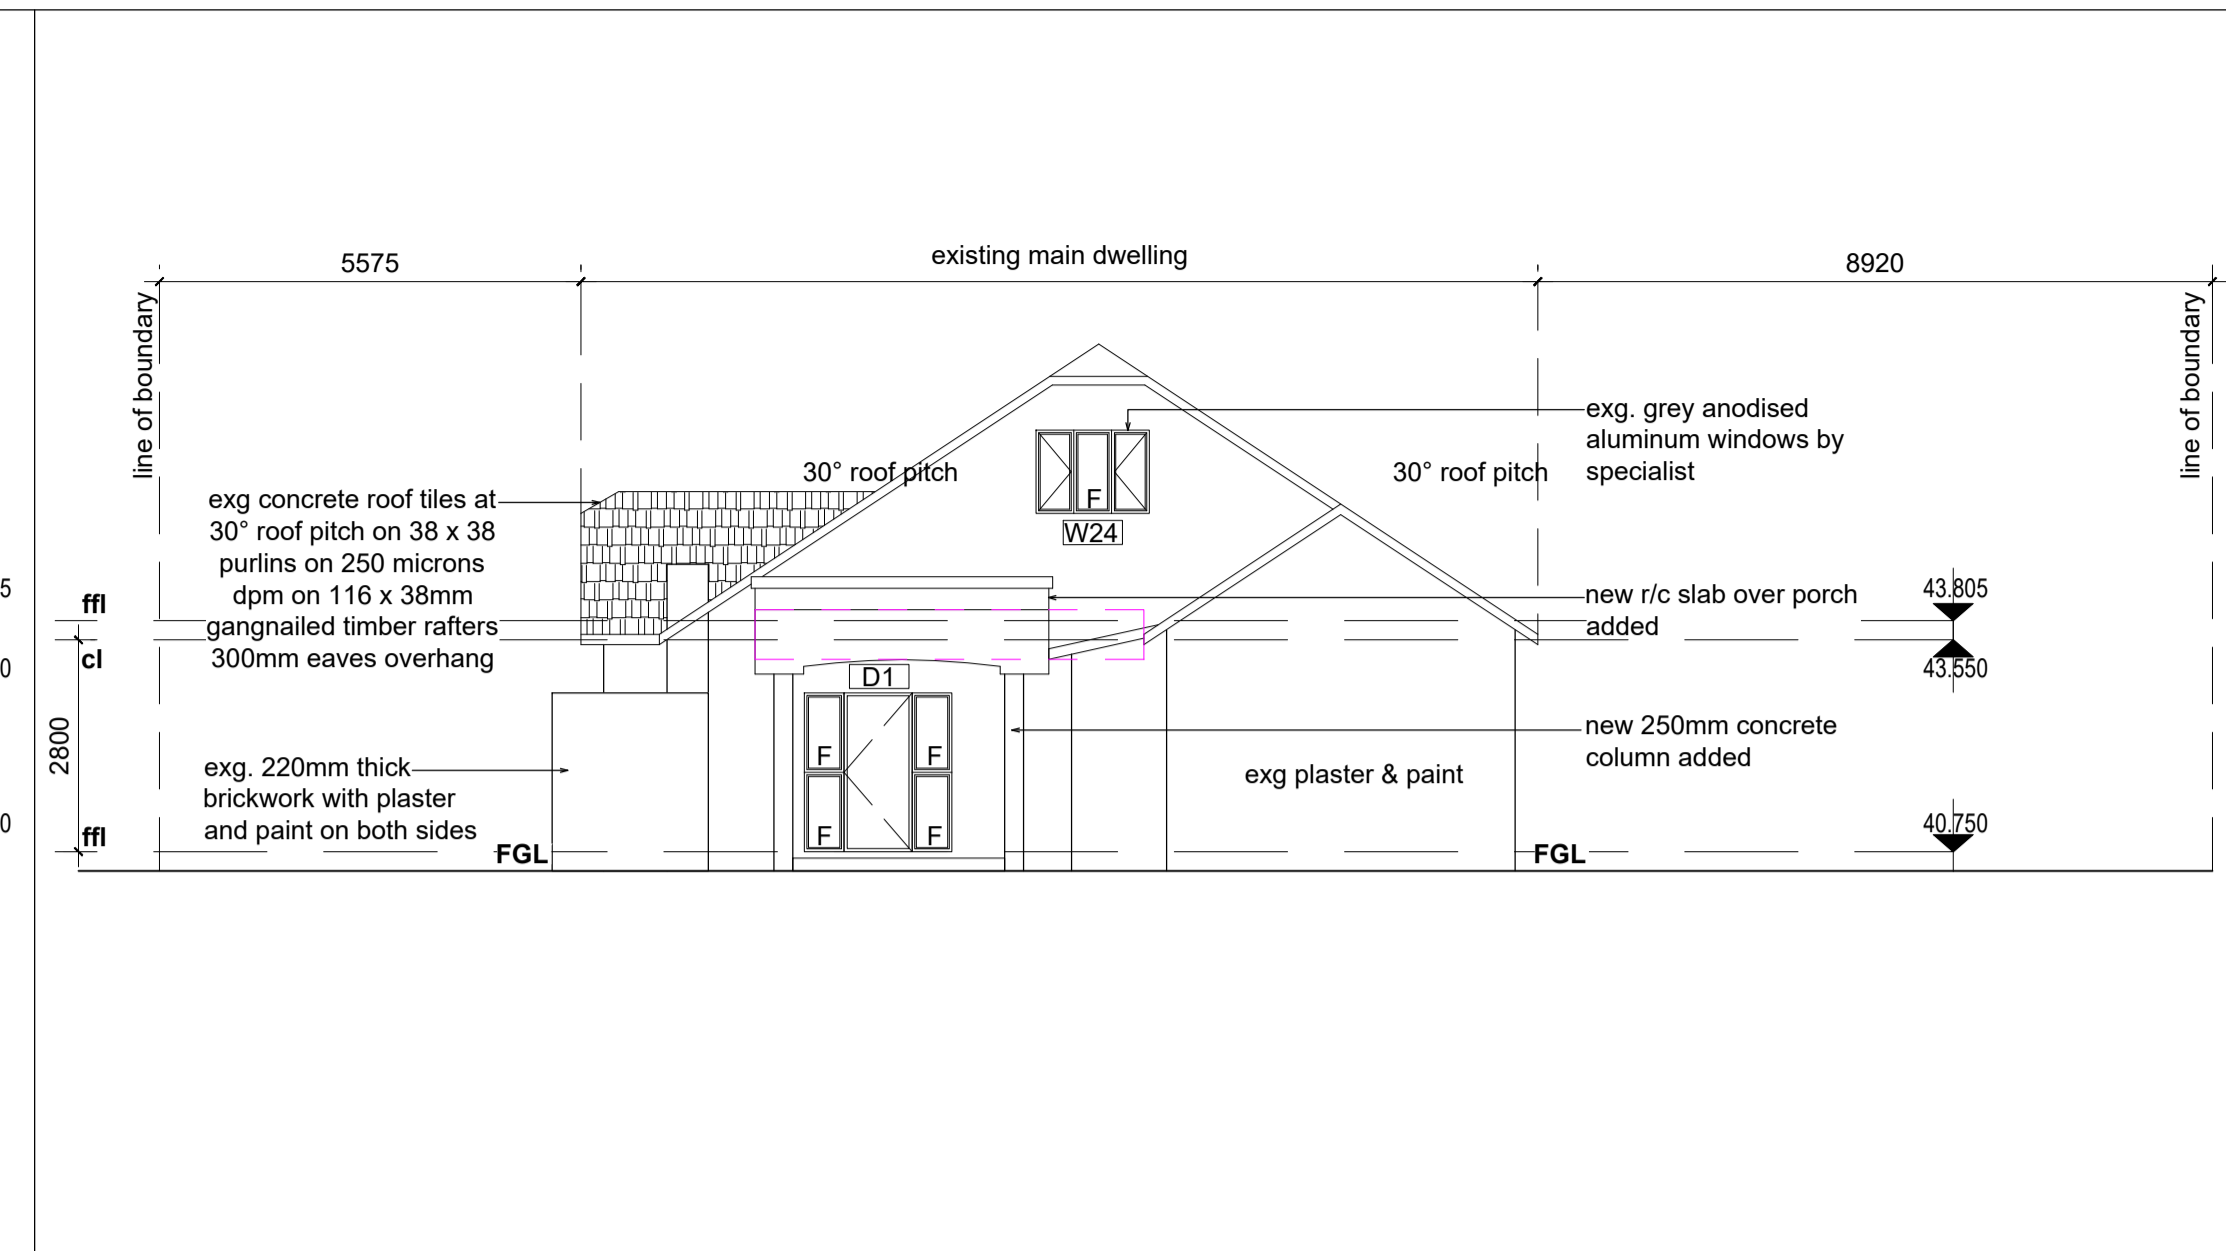 5575
existing main dwelling
8920
line of boundary
line of boundary
exg. grey anodised
aluminum windows by
specialist
30° roof pitch
30° roof pitch
F
W24
exg concrete roof tiles at
30° roof pitch on 38 x 38
purlins on 250 microns
dpm on 116 x 38mm
gangnailed timber rafters
300mm eaves overhang
5
ffl
cl
0
new r/c slab over porch
added
43.805
43.550
D1
2800
new 250mm concrete
column added
F
F
F
F
exg plaster & paint
exg. 220mm thick
brickwork with plaster
and paint on both sides
0
ffl
FGL
FGL
40.750